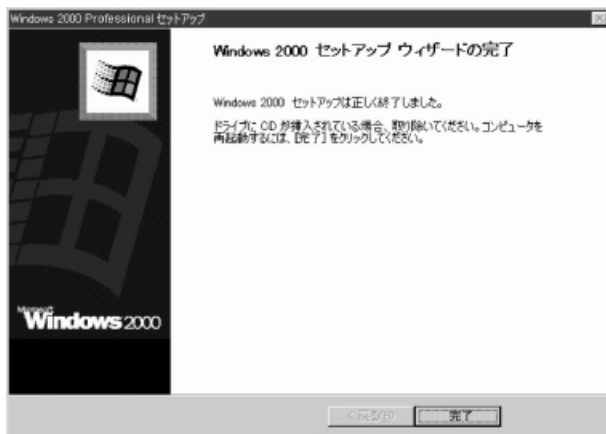 Windows 2000 Professional セットアップ
Windows 2000 セットアップ ウィザードの完了
Windows 2000 セットアップは正しく終了しました。
ドライブに CD が挿入されている場合、取り除いてください。コンピュータを
再起動するには、[完了] をクリックしてください。
Microsoft
Windows 2000
< 戻る(B)
完了